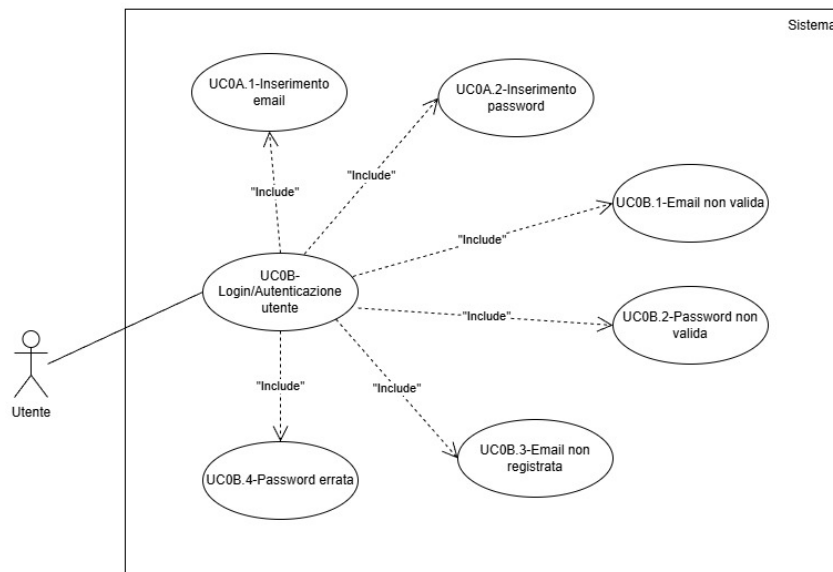 Sistema
UC0A.1-Inserimento
email
UC0A.2-Inserimento
password
"Include"
"Include"
UC0B.1-Email non valida
"Include"
UC0B-
Login/Autenticazione
utente
"Include"
UC0B.2-Password non
valida
Utente
"Include"
"Include"
UC0B.3-Email non
registrata
UC0B.4-Password errata